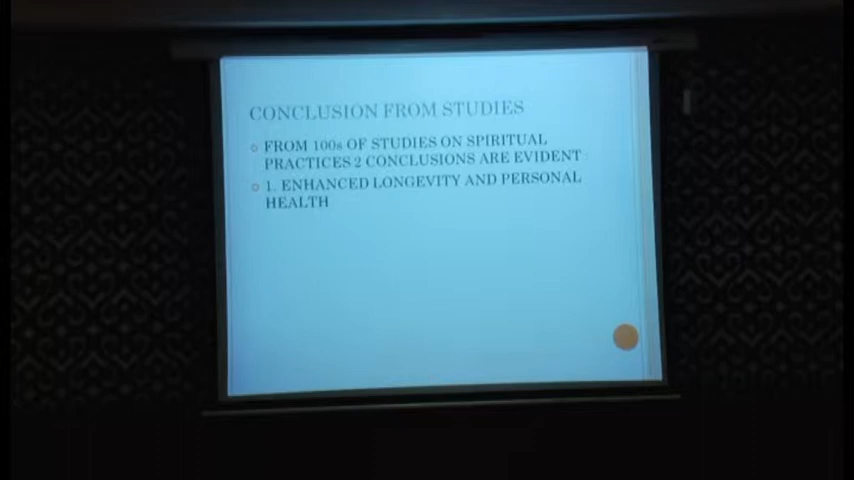 CONCLUSION FROM STUDIES
FROM 100s OF STUDIES ON SPIRITUAL
PRACTICES 2 CONCLUSIONS ARE EVIDENT :
1. ENHANCED LONGEVITY AND PERSONAL
HEALTH